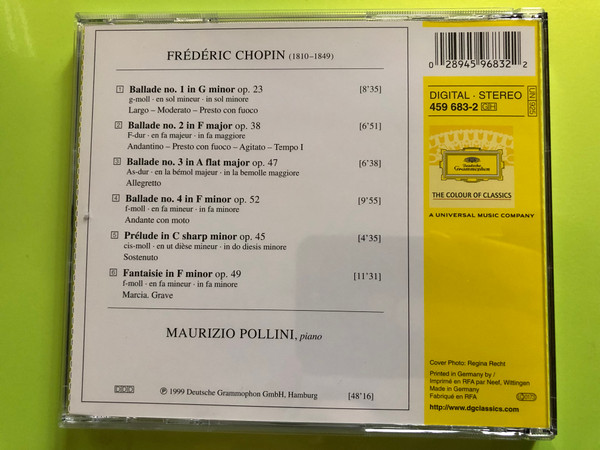 FRÉDÉRIC CHOPIN (1810–1849)
1 Ballade no. 1 in G minor op. 23 [8'35]
g-moll · en sol mineur · in sol minore
Largo – Moderato – Presto con fuoco
2 Ballade no. 2 in F major op. 38 [6'51]
F-dur · en fa majeur · in fa maggiore
Andantino – Presto con fuoco – Agitato – Tempo I
3 Ballade no. 3 in A flat major op. 47 [6'38]
As-dur · en la bémol majeur · in la bemolle maggiore
Allegretto
4 Ballade no. 4 in F minor op. 52 [9'55]
f-moll · en fa mineur · in fa minore
Andante con moto
5 Prélude in C sharp minor op. 45 [4'35]
cis-moll · en ut dièse mineur · in do diesis minore
Sostenuto
6 Fantaisie in F minor op. 49 [11'31]
f-moll · en fa mineur · in fa minore
Marcia. Grave
MAURIZIO POLLINI, piano
DDD
℗ 1999 Deutsche Grammophon GmbH, Hamburg [48'16]
0 28945 96832 2
DIGITAL · STEREO
459 683-2 GH
Deutsche
Grammophon
THE COLOUR OF CLASSICS
A UNIVERSAL MUSIC COMPANY
Cover Photo: Regina Recht
Printed in Germany by /
Imprimé en RFA par Neef, Wittingen
Made in Germany
Fabriqué en RFA
http://www.dgclassics.com